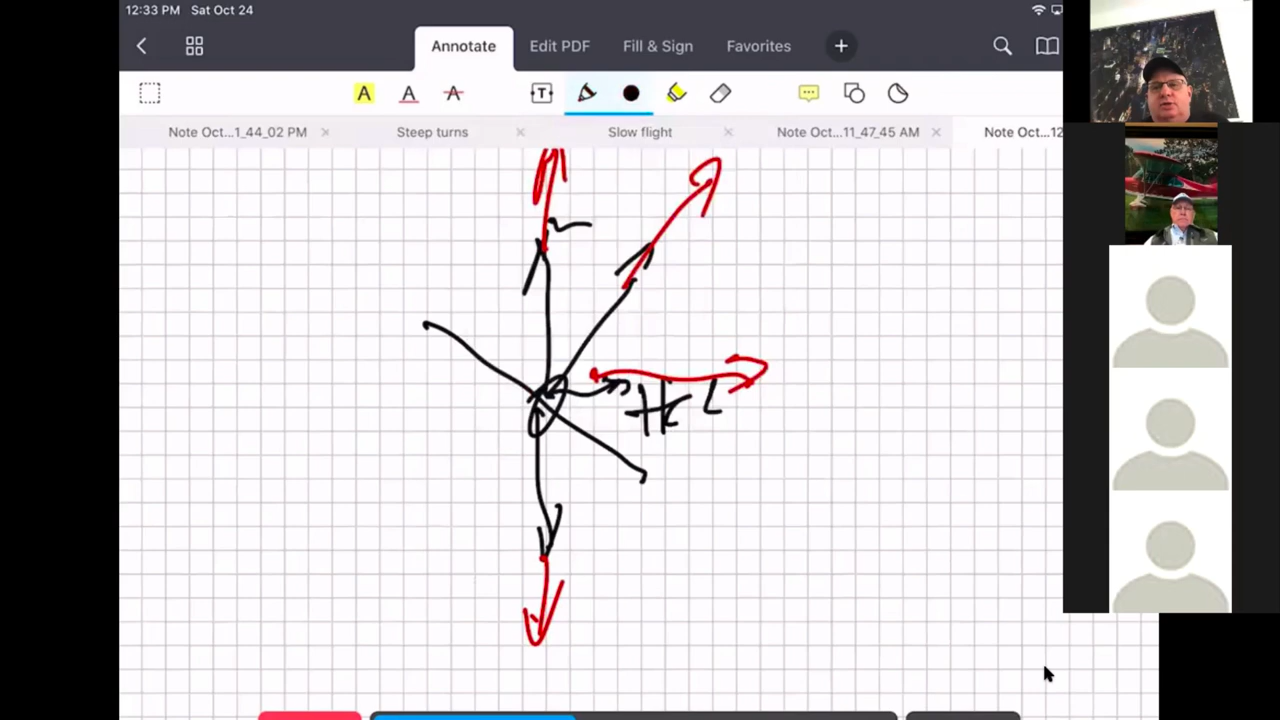 12:33 PM Sat Oct 24
Annotate Edit PDF Fill & Sign Favorites
A A A T
Note Oct...1_44_02 PM Steep turns Slow flight Note Oct...11_47_45 AM Note Oct...12